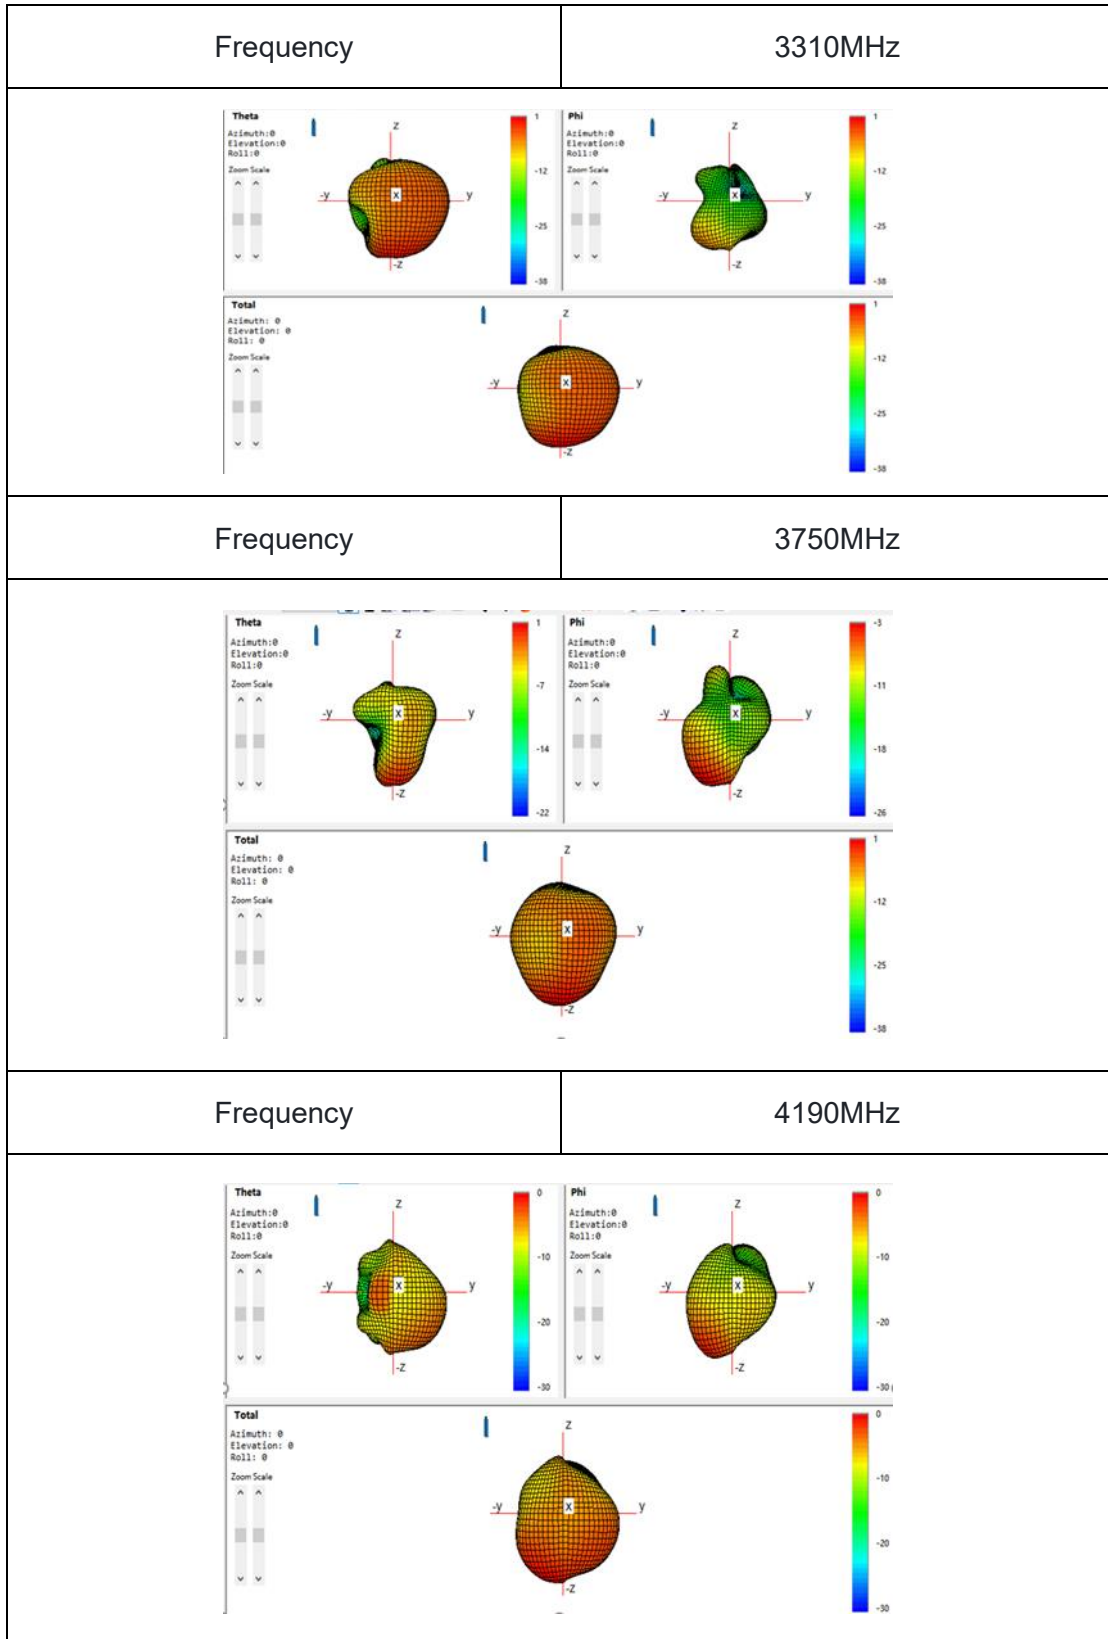 Frequency 3310MHz
Theta Phi
Azimuth:0 Azimuth:0
Elevation:0 Elevation:0
Roll:0 Roll:0
Zoom Scale Zoom Scale
z z
-y x y -y x y
-z -z
1 -12 -25 -38 1 -12 -25 -38
Total
Azimuth: 0
Elevation: 0
Roll: 0
Zoom Scale
z
-y x y
-z
1 -12 -25 -38
Frequency 3750MHz
Theta Phi
Azimuth:0 Azimuth:0
Elevation:0 Elevation:0
Roll:0 Roll:0
Zoom Scale Zoom Scale
z z
-y x y -y x y
-z -z
1 -7 -14 -22 -3 -11 -18 -26
Total
Azimuth: 0
Elevation: 0
Roll: 0
Zoom Scale
z
-y x y
-z
1 -12 -25 -38
Frequency 4190MHz
Theta Phi
Azimuth:0 Azimuth:0
Elevation:0 Elevation:0
Roll:0 Roll:0
Zoom Scale Zoom Scale
z z
-y x y -y x y
-z -z
0 -10 -20 -30 0 -10 -20 -30
Total
Azimuth: 0
Elevation: 0
Roll: 0
Zoom Scale
z
-y x y
-z
0 -10 -20 -30